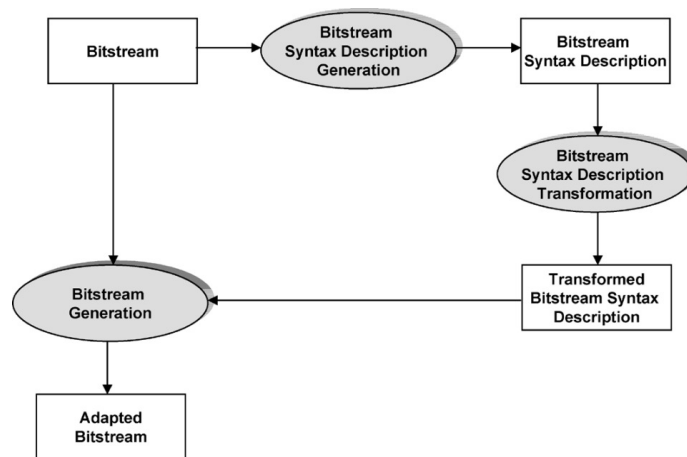 Bitstream
Bitstream
Syntax Description
Generation
Bitstream
Syntax Description
Bitstream
Syntax Description
Transformation
Transformed
Bitstream Syntax
Description
Bitstream
Generation
Adapted
Bitstream